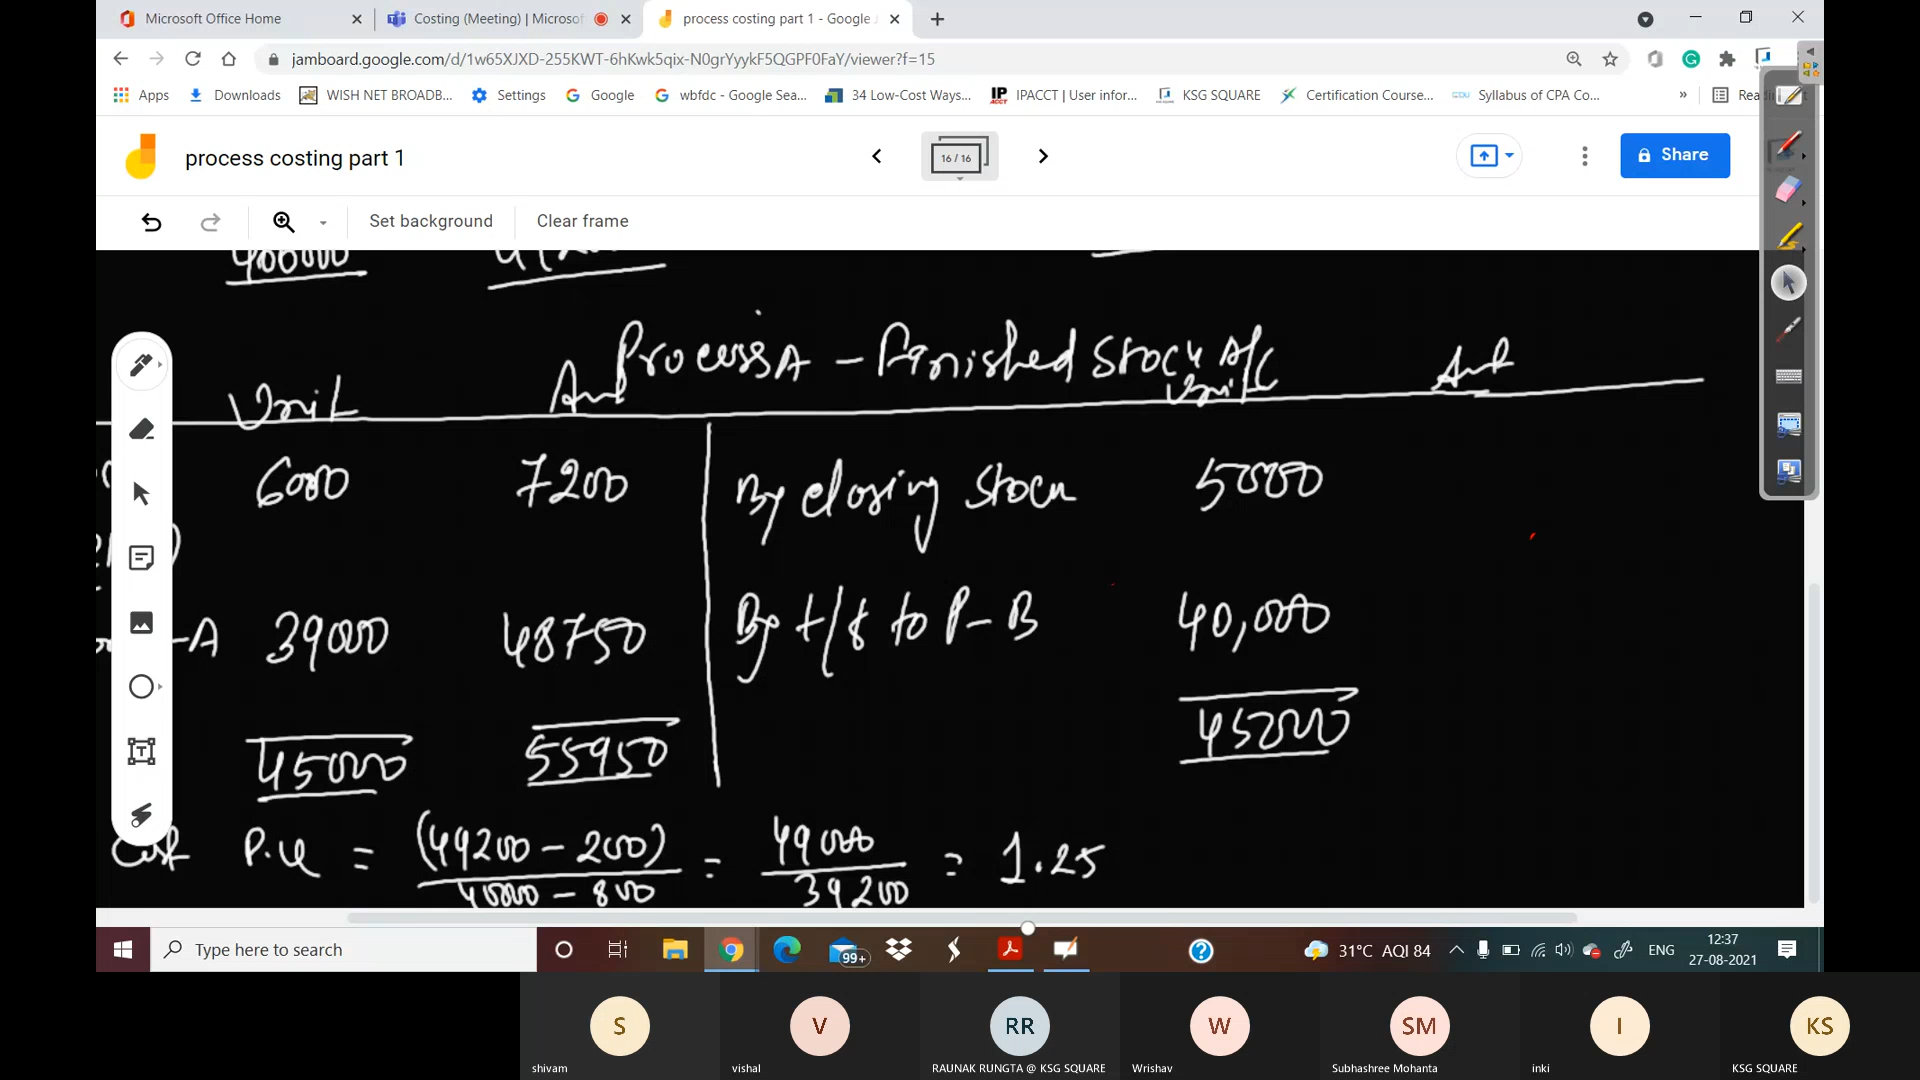 Microsoft Office Home
Costing (Meeting) | Microsof
process costing part 1 - Google J
jamboard.google.com/d/1w65XJXD-255KWT-6hKwk5qix-N0grYyykF5QGPF0FaY/viewer?f=15
Apps Downloads WISH NET BROADB... Settings Google wbfdc - Google Sea... 34 Low-Cost Ways... IPACCT | User infor... KSG SQUARE Certification Course... Syllabus of CPA Co... »
process costing part 1
16 / 16
Share
Set background Clear frame
Process A - Finished Stock A/C
Unit Amt Unit Amt
6000 7200 By closing stock 5000
-A 39000 48750 By t/f to P-B 40,000
45000 55950 45000
Cost P.U = (49200 - 200) = 49000 = 1.25
40000 - 800 39200
Type here to search
99+
31°C AQI 84
ENG
12:37
27-08-2021
S V RR W SM I KS
shivam vishal RAUNAK RUNGTA @ KSG SQUARE Wrishav Subhashree Mohanta inki KSG SQUARE